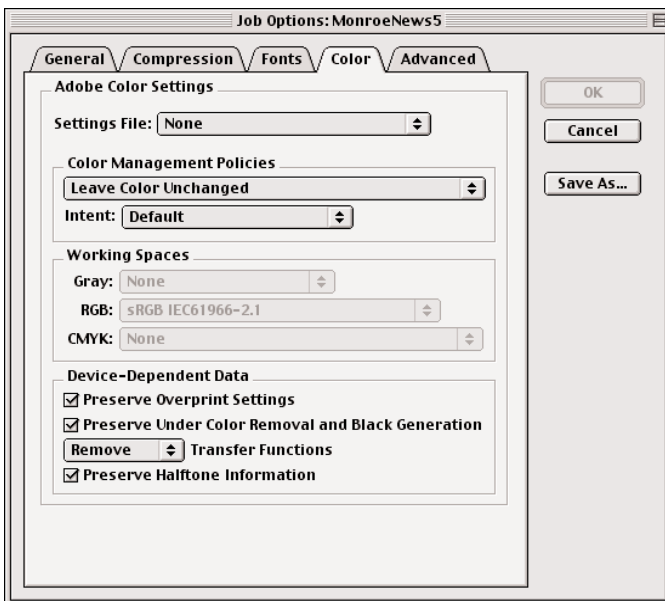 Job Options: MonroeNews5
General Compression Fonts Color Advanced
Adobe Color Settings
OK
Settings File: None
Cancel
Color Management Policies
Leave Color Unchanged
Save As...
Intent: Default
Working Spaces
Gray: None
RGB: sRGB IEC61966-2.1
CMYK: None
Device-Dependent Data
Preserve Overprint Settings
Preserve Under Color Removal and Black Generation
Remove Transfer Functions
Preserve Halftone Information